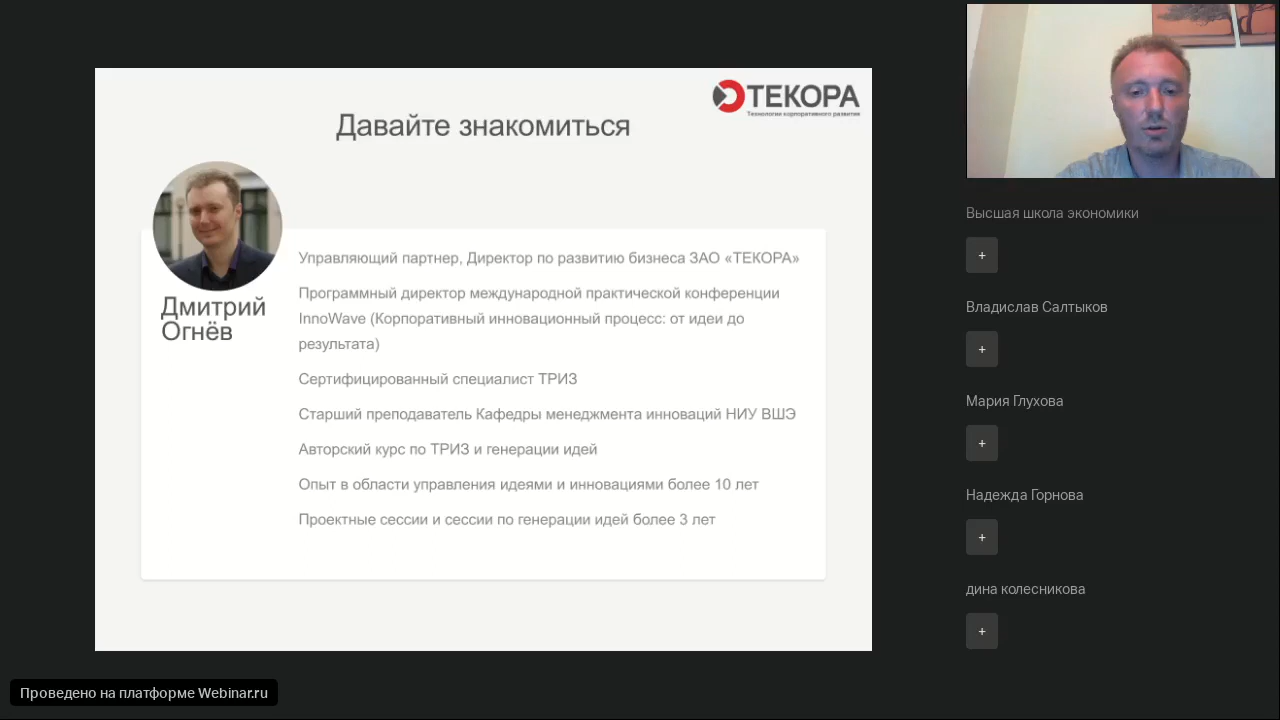 ТЕКОРА
Технологии корпоративного развития
Давайте знакомиться
Дмитрий
Огнёв
Управляющий партнер, Директор по развитию бизнеса ЗАО «ТЕКОРА»
Программный директор международной практической конференции
InnoWave (Корпоративный инновационный процесс: от идеи до
результата)
Сертифицированный специалист ТРИЗ
Старший преподаватель Кафедры менеджмента инноваций НИУ ВШЭ
Авторский курс по ТРИЗ и генерации идей
Опыт в области управления идеями и инновациями более 10 лет
Проектные сессии и сессии по генерации идей более 3 лет
Высшая школа экономики
+
Владислав Салтыков
+
Мария Глухова
+
Надежда Горнова
+
дина колесникова
+
Проведено на платформе Webinar.ru